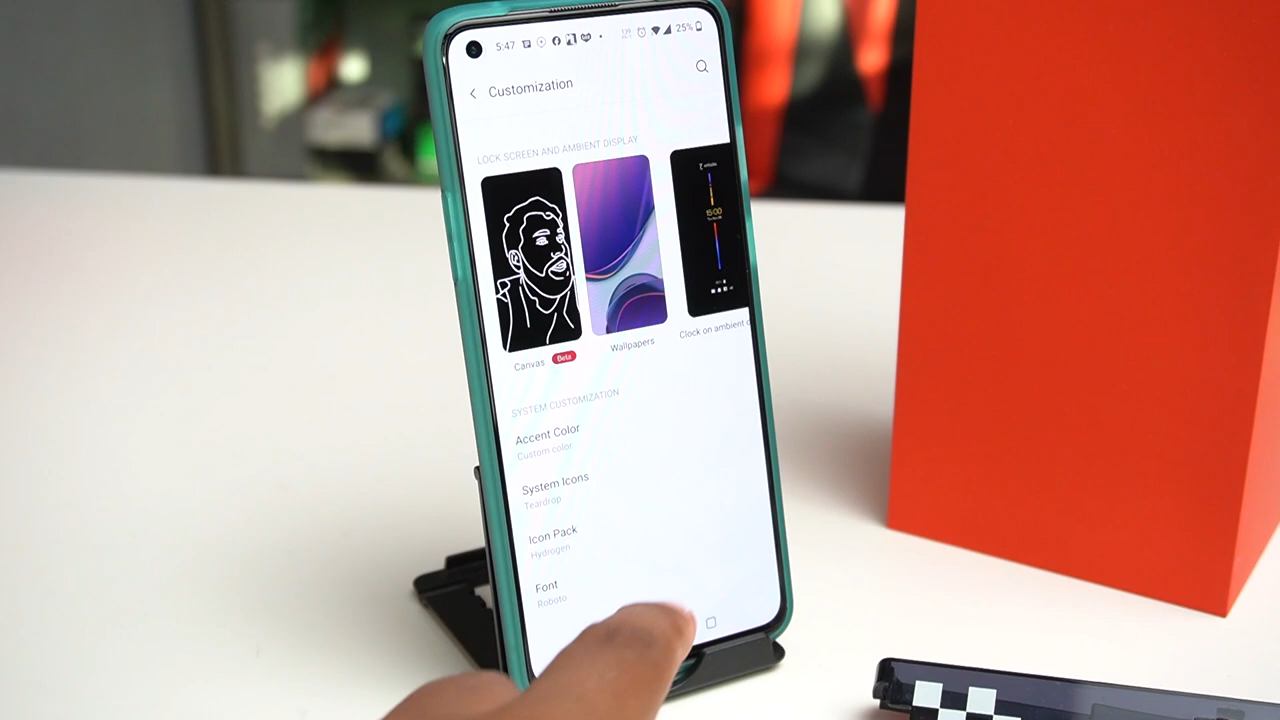 5:47
25%
Customization
LOCK SCREEN AND AMBIENT DISPLAY
15:00
Canvas Beta
Wallpapers
Clock on ambient
SYSTEM CUSTOMIZATION
Accent Color
Custom color
System Icons
Teardrop
Icon Pack
Hydrogen
Font
Roboto